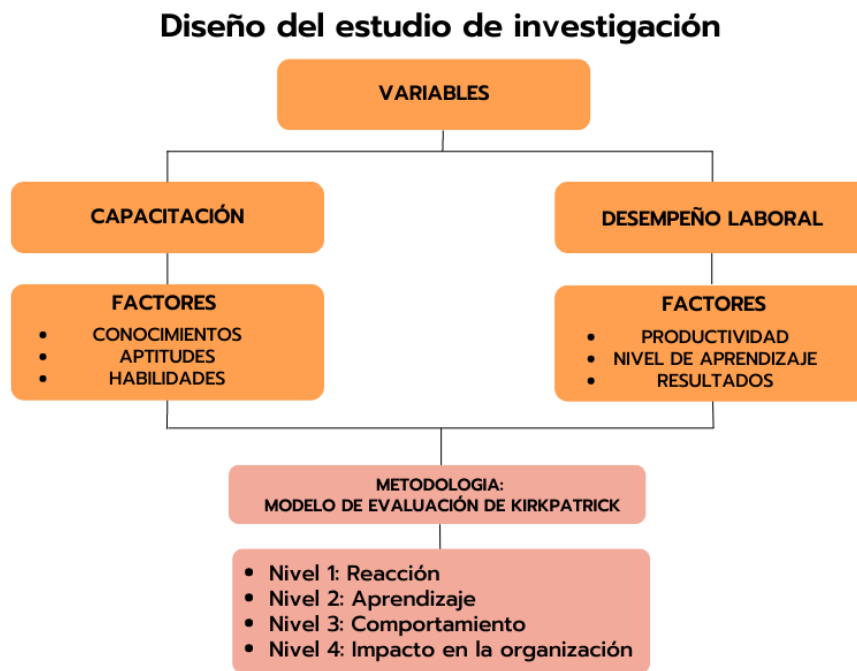 Diseño del estudio de investigación
VARIABLES
CAPACITACIÓN
DESEMPEÑO LABORAL
FACTORES
• CONOCIMIENTOS
• APTITUDES
• HABILIDADES
FACTORES
• PRODUCTIVIDAD
• NIVEL DE APRENDIZAJE
• RESULTADOS
METODOLOGIA:
MODELO DE EVALUACIÓN DE KIRKPATRICK
• Nivel 1: Reacción
• Nivel 2: Aprendizaje
• Nivel 3: Comportamiento
• Nivel 4: Impacto en la organización